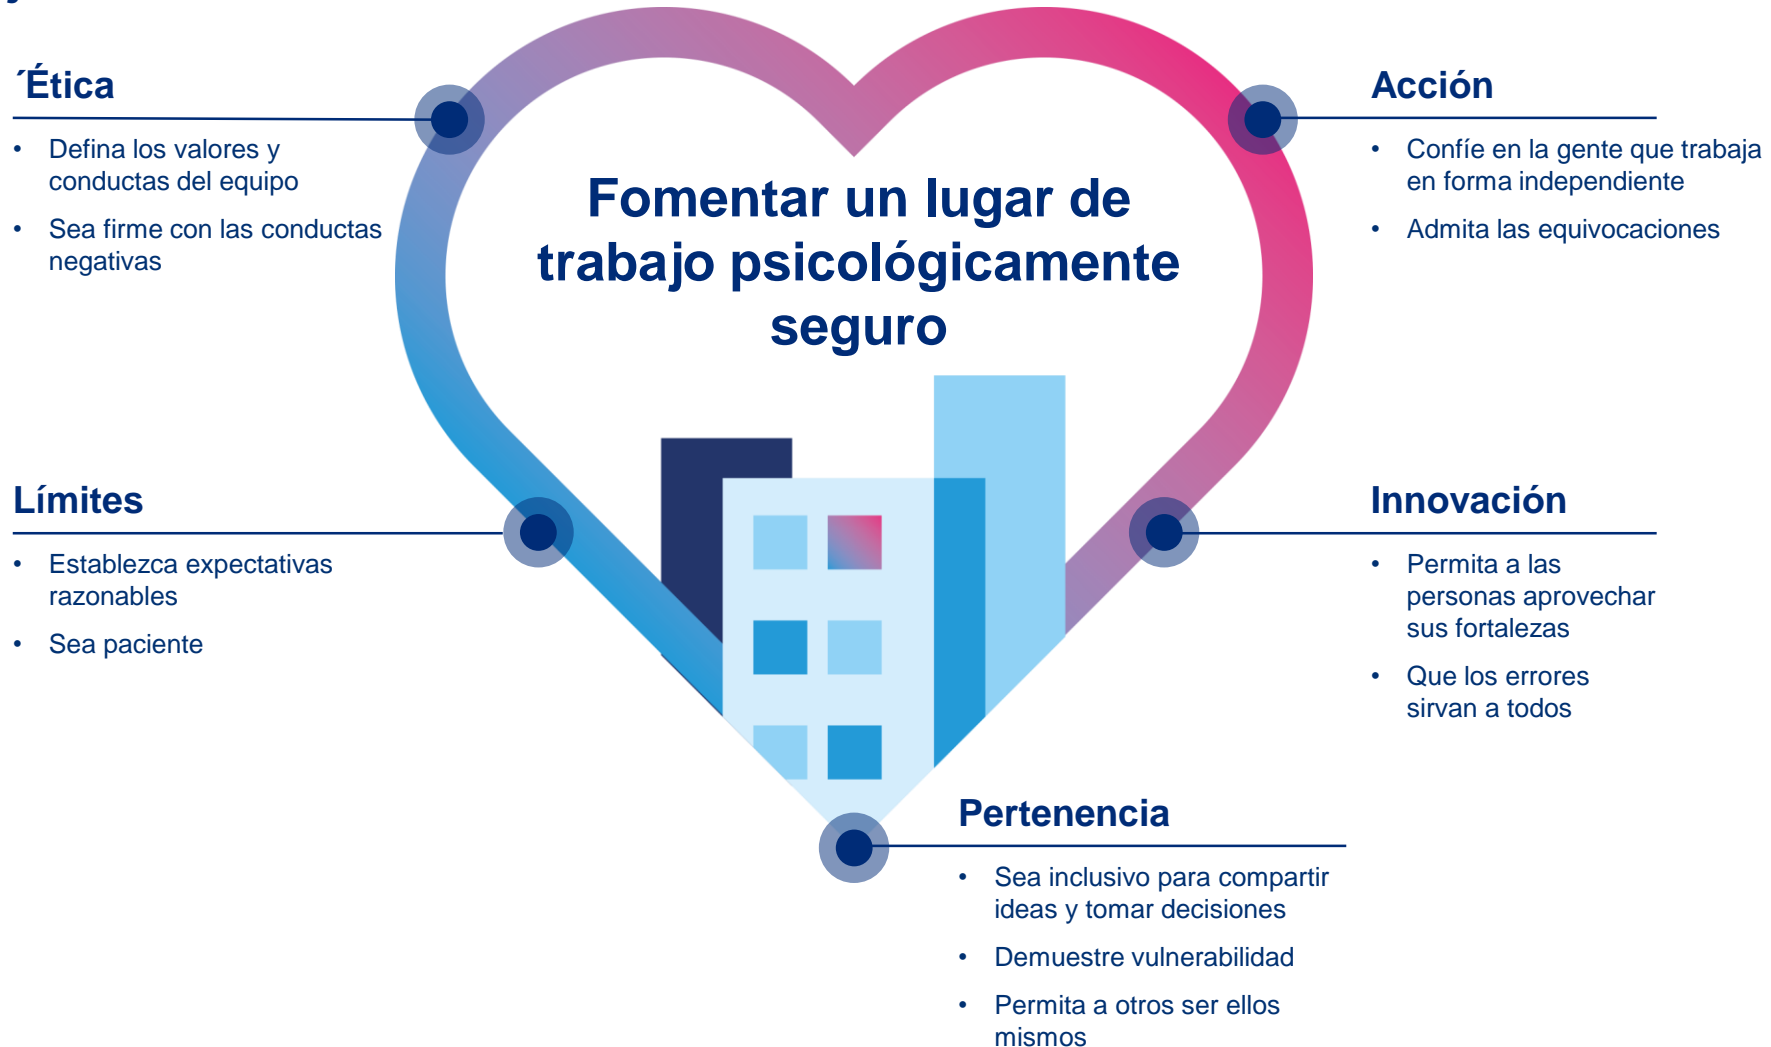 ´Ética
• Defina los valores y
conductas del equipo
• Sea firme con las conductas
negativas
Límites
• Establezca expectativas
razonables
• Sea paciente
Fomentar un lugar de
trabajo psicológicamente
seguro
Acción
• Confíe en la gente que trabaja
en forma independiente
• Admita las equivocaciones
Innovación
• Permita a las
personas aprovechar
sus fortalezas
• Que los errores
sirvan a todos
Pertenencia
• Sea inclusivo para compartir
ideas y tomar decisiones
• Demuestre vulnerabilidad
• Permita a otros ser ellos
mismos